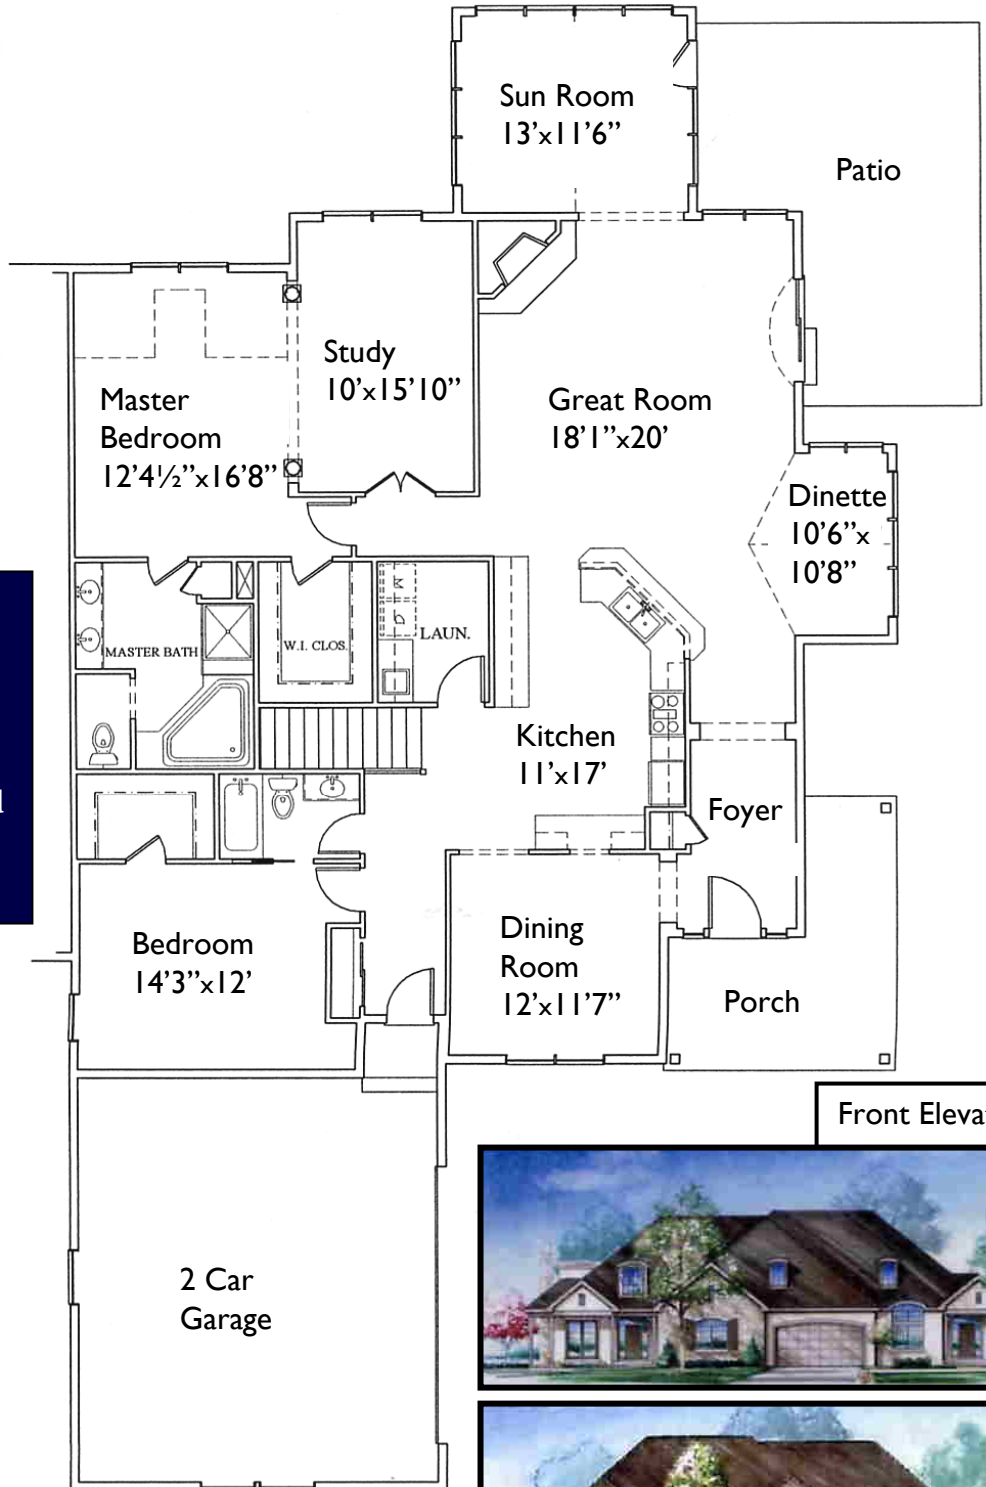 Sun Room
13'x11'6”
Patio
Study
10'x15'10”
Master
Bedroom
12'4½”x16'8”
Great Room
18'1”x20'
Dinette
10'6”x
10'8”
MASTER BATH
W.I. CLOS.
M
D
LAUN.
Kitchen
11'x17'
Foyer
Bedroom
14'3”x12'
Dining
Room
12'x11'7”
Porch
Front Eleva
2 Car
Garage